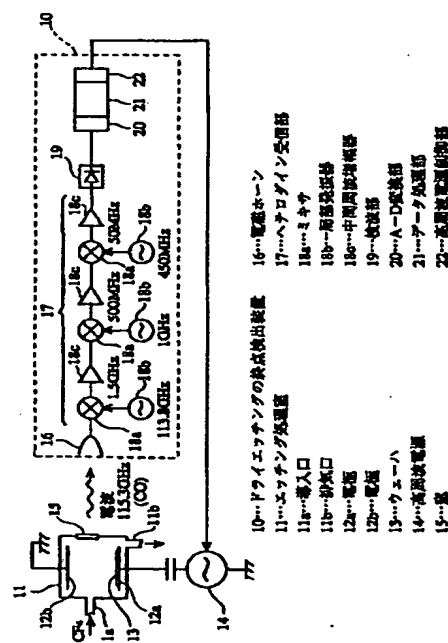 10
17
16
18a
18c
18a
18c
18a
18c
19
20
21
22
1.5GHz
500MHz
50MHz
18b
18b
18b
113.8GHz
1GHz
450MHz
電波
115.3GHz
(CO)
15
11
12b
11b
CF4
1a
13
12a
14
10…ドライエッチングの終点検出装置
11…エッチング処理室
11a…導入口
11b…排気口
12a…電極
12b…電極
13…ウェーハ
14…高周波電源
15…窓
16…電磁ホーン
17…ヘテロダイン受信部
18a…ミキサ
18b…局部発振器
18c…中間周波増幅器
19…検波部
20…A-D変換部
21…データ処理部
22…高周波電源制御部